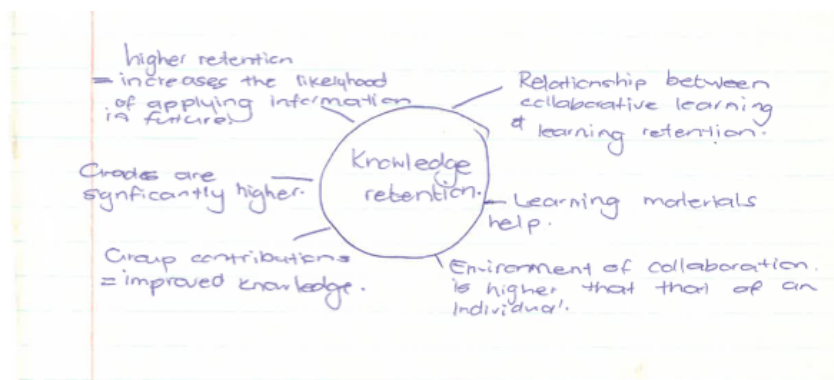 higher retention
= increases the likelyhood
of applying information
in future.
Relationship between
collaborative learning
& learning retention.
Knowledge
retention.
Grades are
signficantly higher.
Learning materials
help.
Group contributions
= improved knowledge.
Environment of collaboration
is higher that that of an
individual.